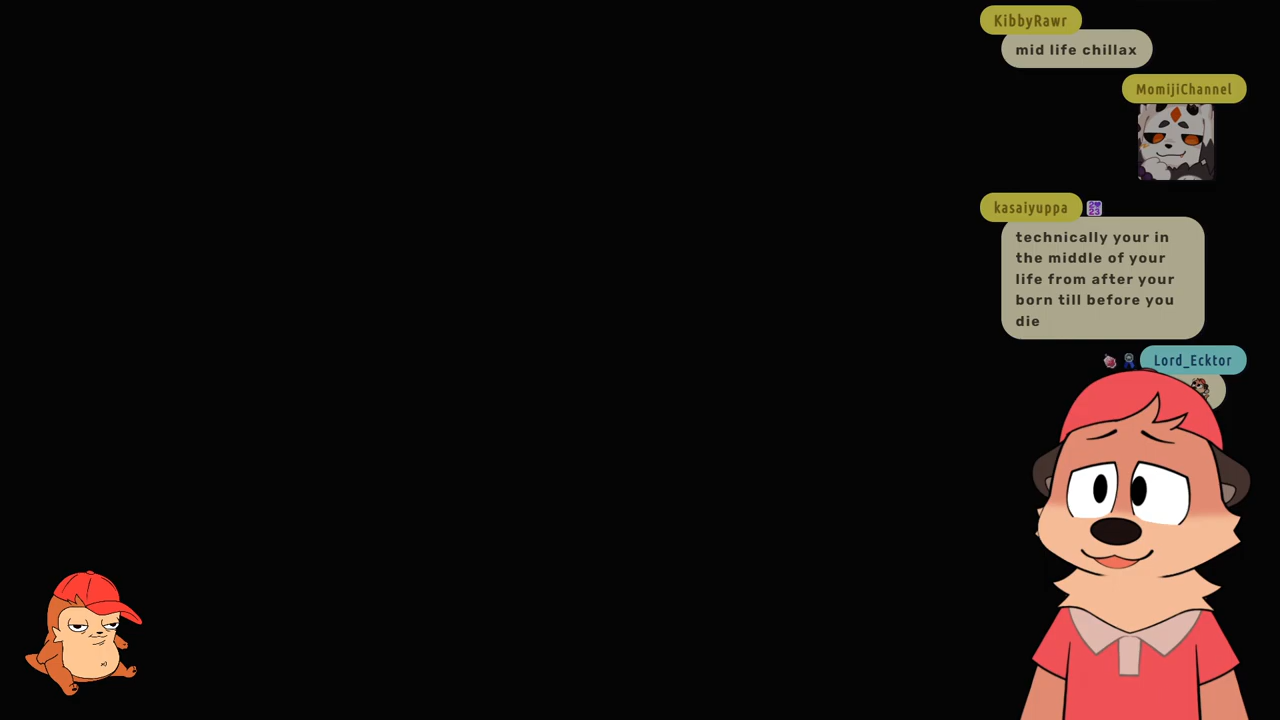 KibbyRawr
mid life chillax
MomijiChannel
kasaiyuppa
technically your in
the middle of your
life from after your
born till before you
die
Lord_Ecktor